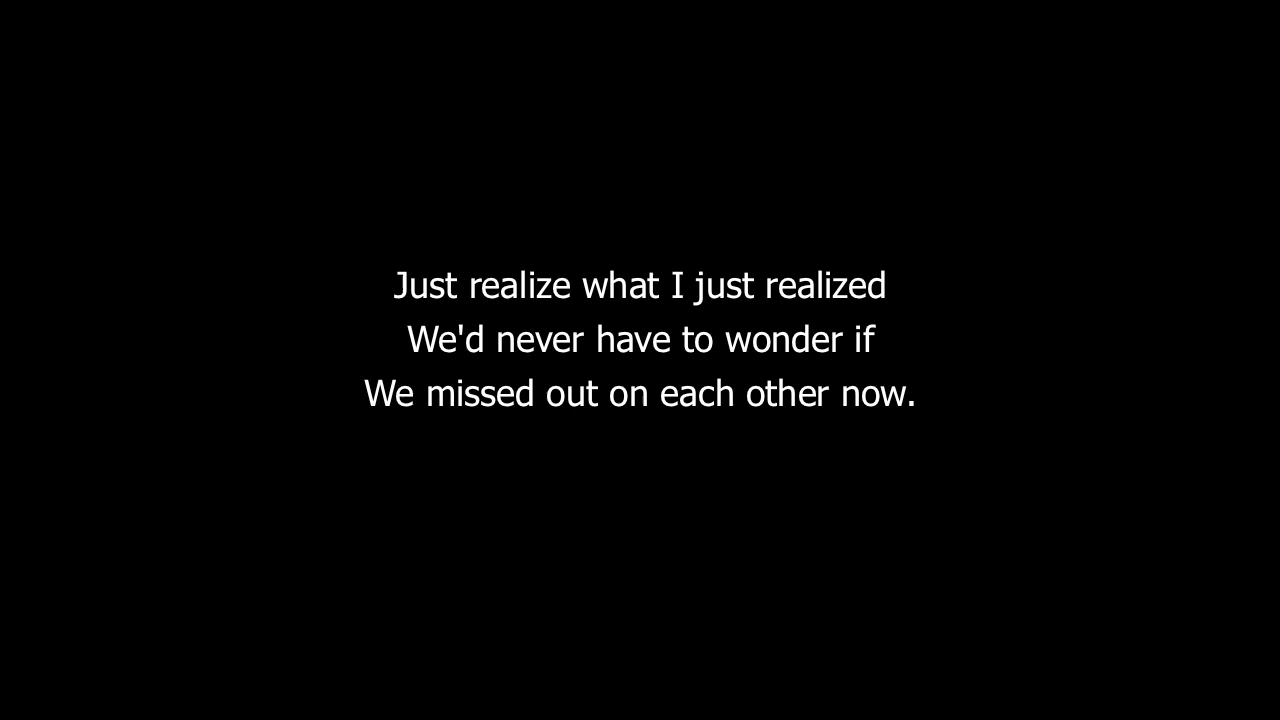 Just realize what I just realized
We'd never have to wonder if
We missed out on each other now.